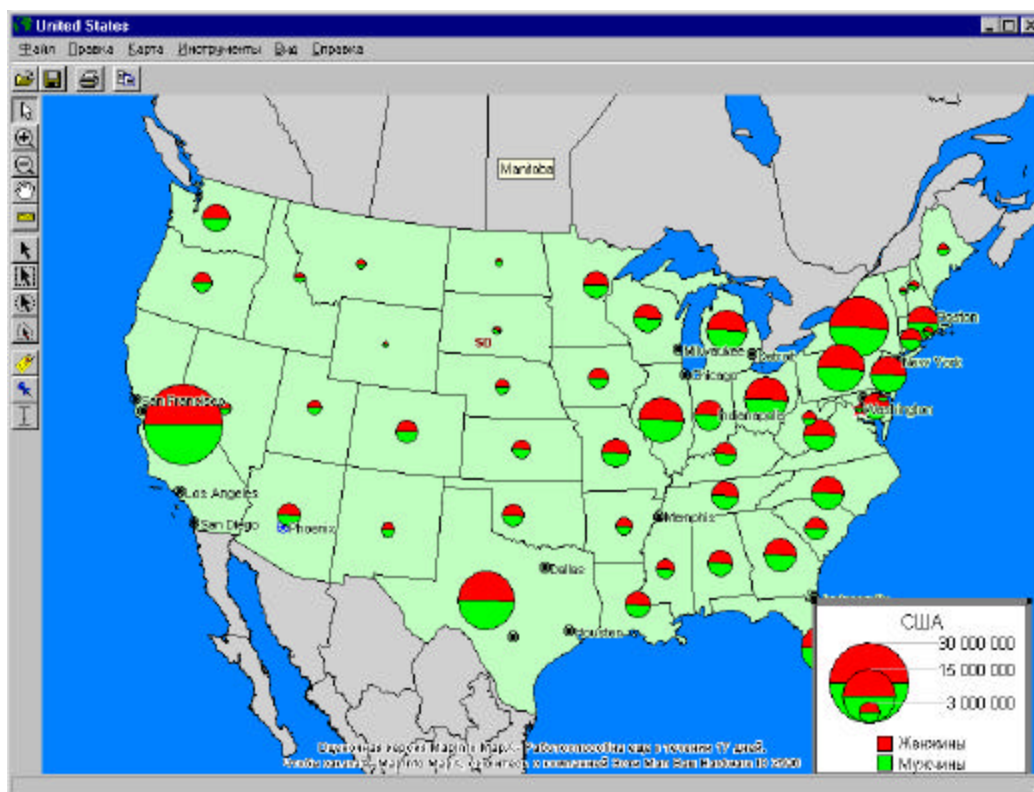 United States
Файл Правка Карта Инструменты Вид Справка
Manitoba
SD
Boston
Milwaukee
Detroit
New York
Chicago
San Francisco
Indianapolis
Washington
Los Angeles
Memphis
San Diego
Phoenix
Dallas
Houston
США
30 000 000
15 000 000
3 000 000
Женжины
Мужчины